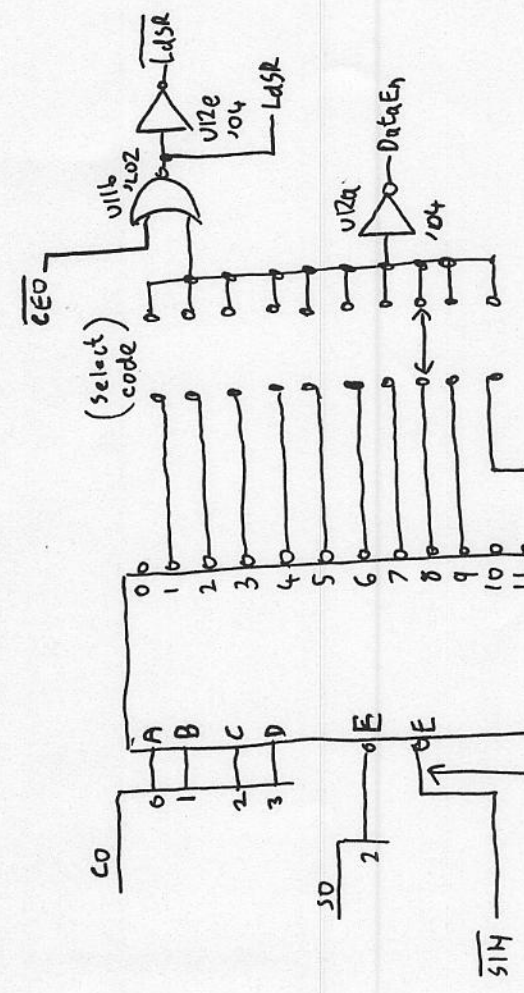 CEO
U11b
'LS02
LdSR
U12e
'04
LdSR
(select
code)
U12a
'04
DataEn
CO
0
1
2
3
A
B
C
D
0
1
2
3
4
5
6
7
8
9
10
11
SO
2
E
E
SIH